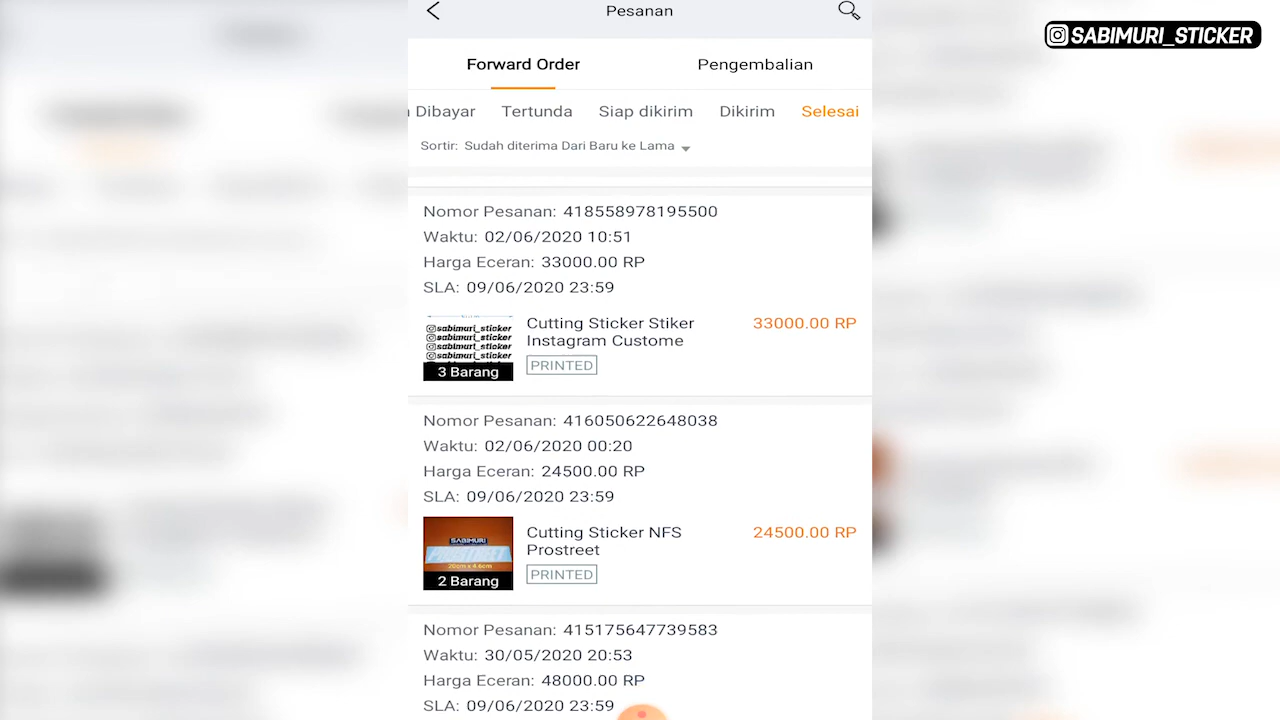 Pesanan
SABIMURI_STICKER
Forward Order
Pengembalian
Dibayar
Tertunda
Siap dikirim
Dikirim
Selesai
Sortir: Sudah diterima Dari Baru ke Lama
Nomor Pesanan: 418558978195500
Waktu: 02/06/2020 10:51
Harga Eceran: 33000.00 RP
SLA: 09/06/2020 23:59
sabimuri_sticker
sabimuri_sticker
sabimuri_sticker
sabimuri_sticker
3 Barang
Cutting Sticker Stiker
Instagram Custome
33000.00 RP
PRINTED
Nomor Pesanan: 416050622648038
Waktu: 02/06/2020 00:20
Harga Eceran: 24500.00 RP
SLA: 09/06/2020 23:59
SABIMURI
PROSTREET
20cm x 4.6cm
2 Barang
Cutting Sticker NFS
Prostreet
24500.00 RP
PRINTED
Nomor Pesanan: 415175647739583
Waktu: 30/05/2020 20:53
Harga Eceran: 48000.00 RP
SLA: 09/06/2020 23:59